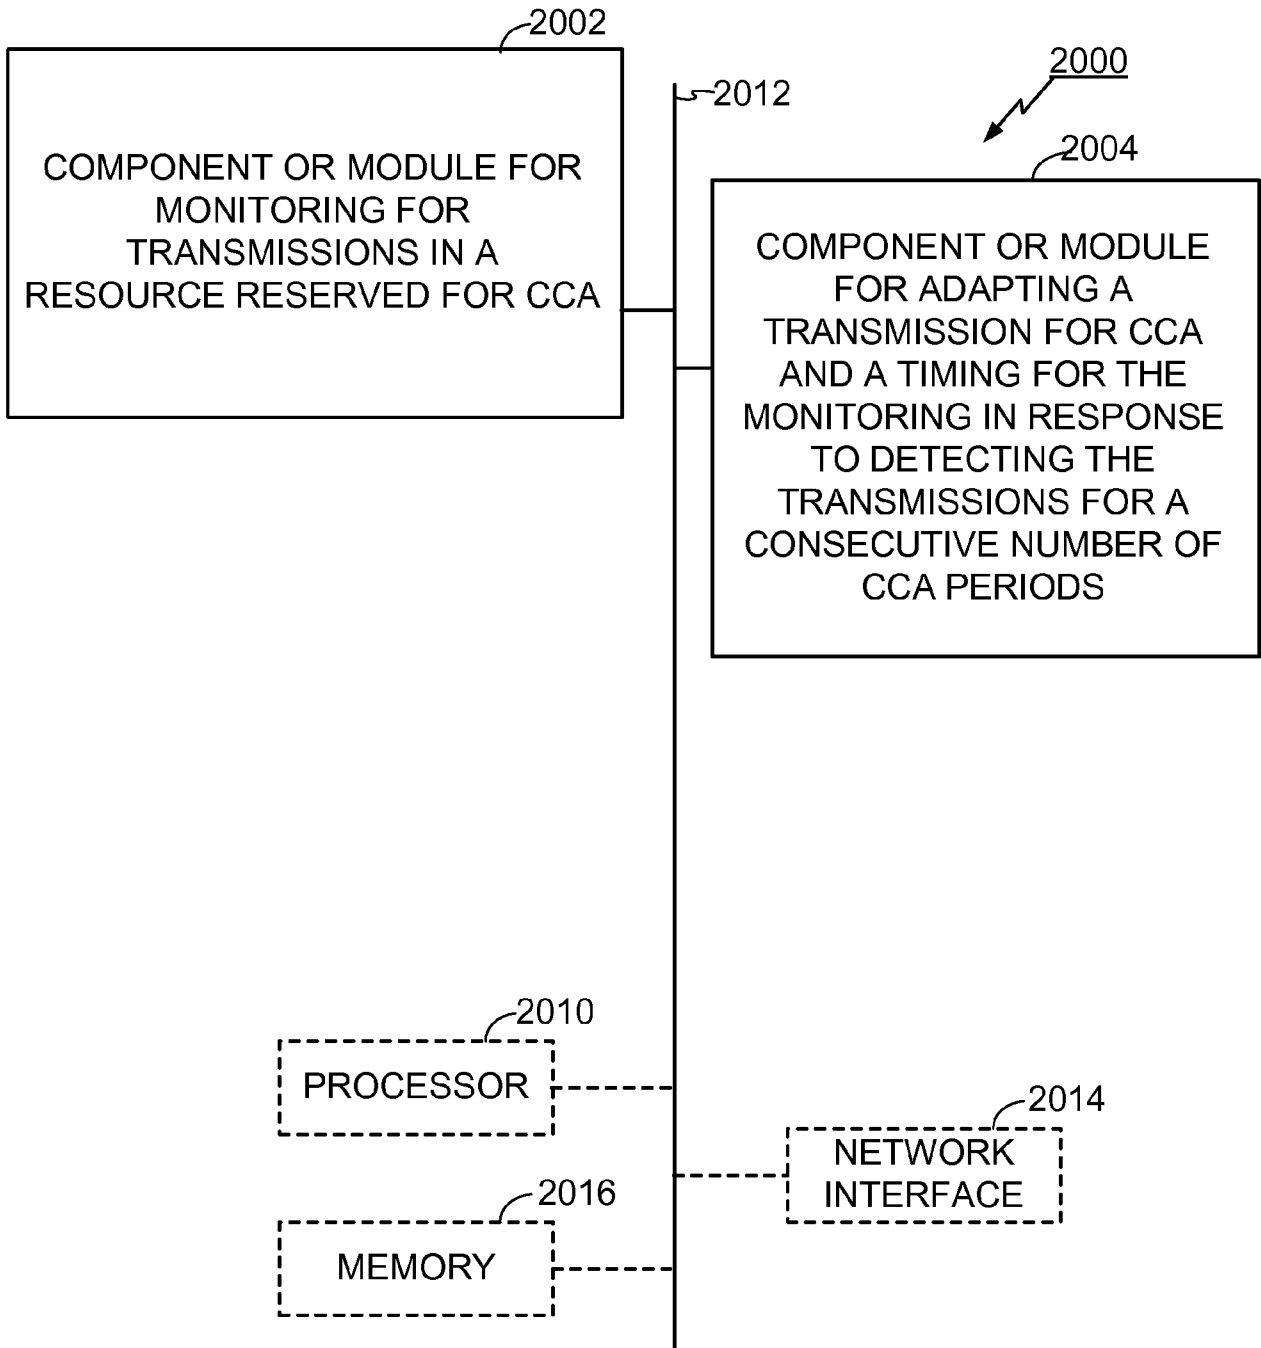 2002
2012
2000
COMPONENT OR MODULE FOR
MONITORING FOR
TRANSMISSIONS IN A
RESOURCE RESERVED FOR CCA
2004
COMPONENT OR MODULE
FOR ADAPTING A
TRANSMISSION FOR CCA
AND A TIMING FOR THE
MONITORING IN RESPONSE
TO DETECTING THE
TRANSMISSIONS FOR A
CONSECUTIVE NUMBER OF
CCA PERIODS
2010
PROCESSOR
2014
NETWORK
INTERFACE
2016
MEMORY